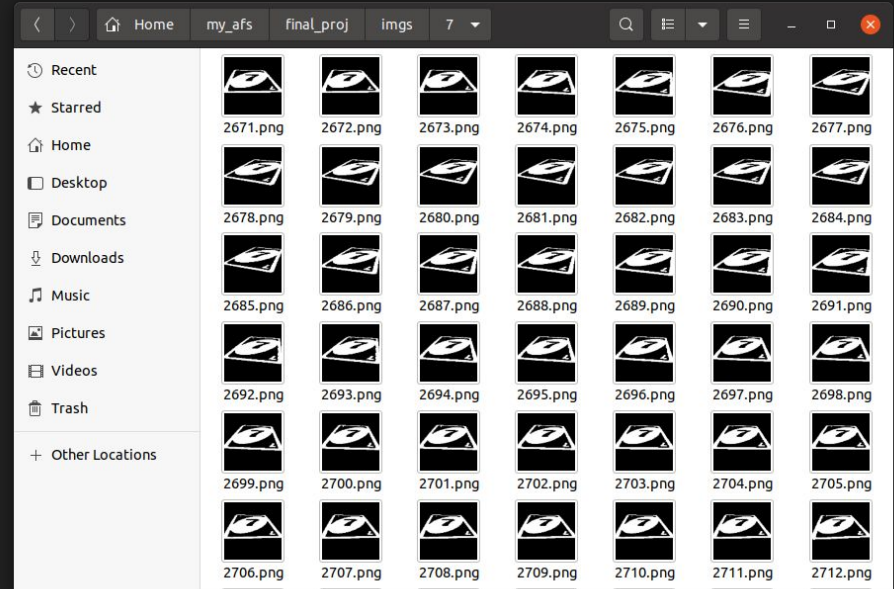 Home my_afs final_proj imgs 7
Recent
Starred
Home
Desktop
Documents
Downloads
Music
Pictures
Videos
Trash
+ Other Locations
2671.png 2672.png 2673.png 2674.png 2675.png 2676.png 2677.png
2678.png 2679.png 2680.png 2681.png 2682.png 2683.png 2684.png
2685.png 2686.png 2687.png 2688.png 2689.png 2690.png 2691.png
2692.png 2693.png 2694.png 2695.png 2696.png 2697.png 2698.png
2699.png 2700.png 2701.png 2702.png 2703.png 2704.png 2705.png
2706.png 2707.png 2708.png 2709.png 2710.png 2711.png 2712.png